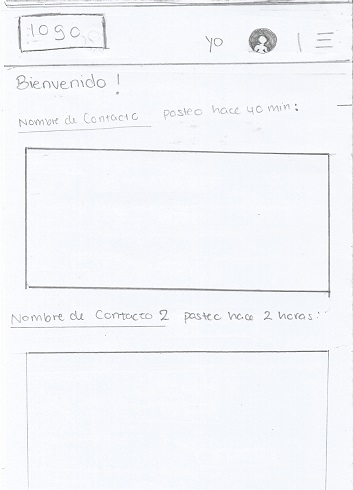 logo
yo
Bienvenido !
Nombre de Contacto posteo hace 40 min:
Nombre de Contacto 2 posteo hace 2 horas: